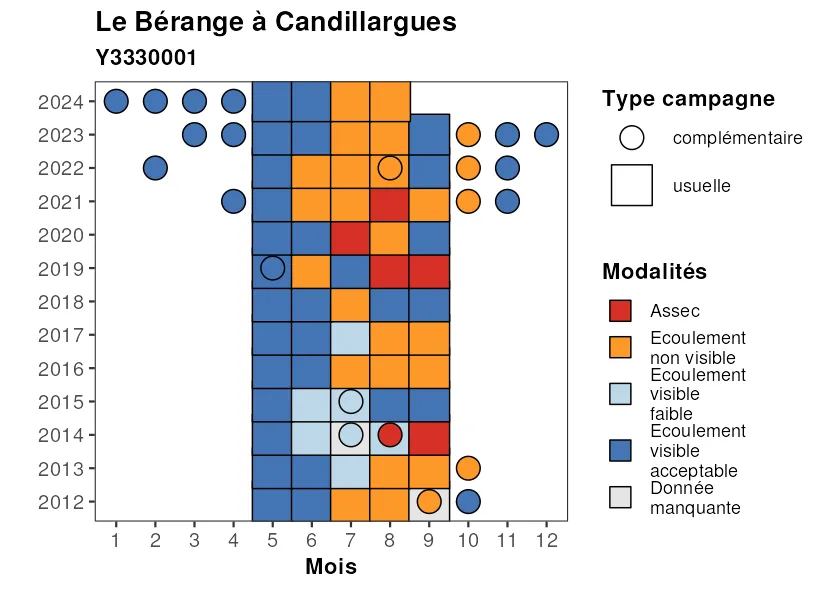 Le Bérange à Candillargues
Y3330001
2024
2023
2022
2021
2020
2019
2018
2017
2016
2015
2014
2013
2012
1 2 3 4 5 6 7 8 9 10 11 12
Mois
Type campagne
complémentaire
usuelle
Modalités
Assec
Ecoulement
non visible
Ecoulement
visible
faible
Ecoulement
visible
acceptable
Donnée
manquante